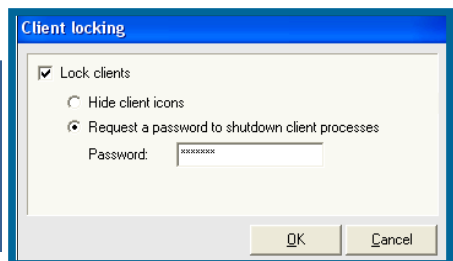 Client locking
Lock clients
Hide client icons
Request a password to shutdown client processes
Password: *******
OK Cancel